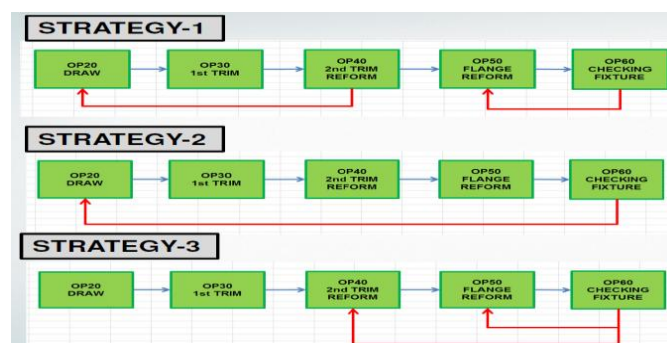 STRATEGY-1
OP20
DRAW
OP30
1st TRIM
OP40
2nd TRIM
REFORM
OP50
FLANGE
REFORM
OP60
CHECKING
FIXTURE
STRATEGY-2
OP20
DRAW
OP30
1st TRIM
OP40
2nd TRIM
REFORM
OP50
FLANGE
REFORM
OP60
CHECKING
FIXTURE
STRATEGY-3
OP20
DRAW
OP30
1st TRIM
OP40
2nd TRIM
REFORM
OP50
FLANGE
REFORM
OP60
CHECKING
FIXTURE